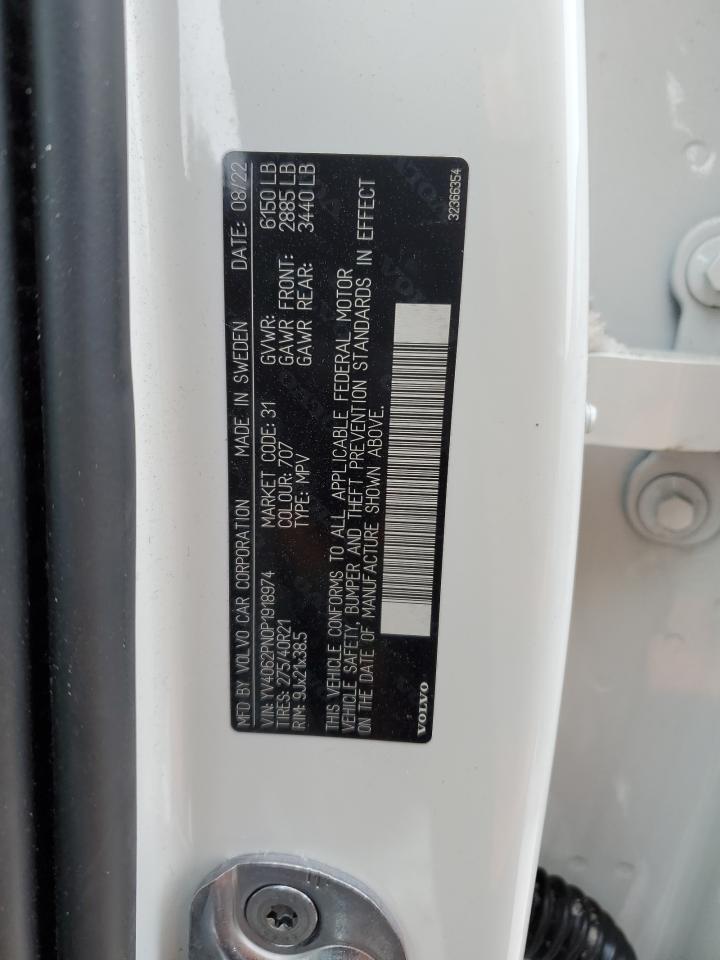 MFD BY VOLVO CAR CORPORATION MADE IN SWEDEN DATE: 08/22
VIN: YV4062PN0P1918974 MARKET CODE: 31 GVWR: 6150 LB
TIRES: 275/40R21 COLOUR: 707 GAWR FRONT: 2885 LB
RIM: 9Jx21x38.5 TYPE: MPV GAWR REAR: 3440 LB
THIS VEHICLE CONFORMS TO ALL APPLICABLE FEDERAL MOTOR
VEHICLE SAFETY, BUMPER AND THEFT PREVENTION STANDARDS IN EFFECT
ON THE DATE OF MANUFACTURE SHOWN ABOVE.
VOLVO 32366354